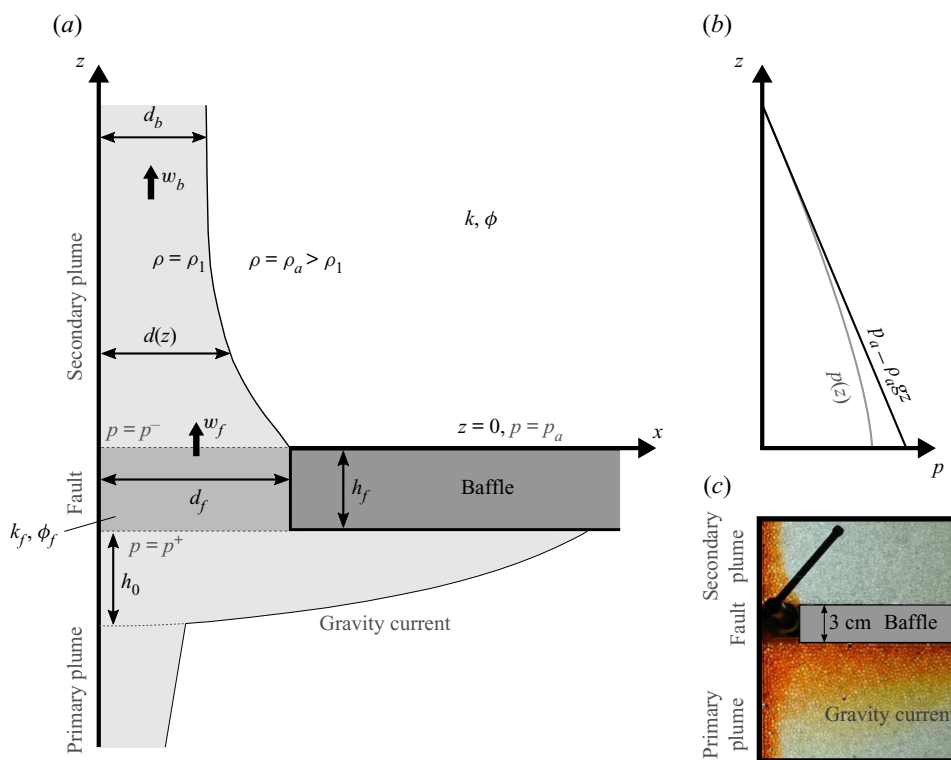 (a)
z
d_b
w_b
k, ϕ
ρ = ρ_1
ρ = ρ_a > ρ_1
Secondary plume
d(z)
p = p^−
w_f
z = 0, p = p_a
x
Fault
d_f
h_f
Baffle
k_f, ϕ_f
p = p^+
h_0
Gravity current
Primary plume
(b)
z
p_a − ρ_a gz
p(z)
p
(c)
Secondary
plume
Fault
3 cm
Baffle
Primary
plume
Gravity current